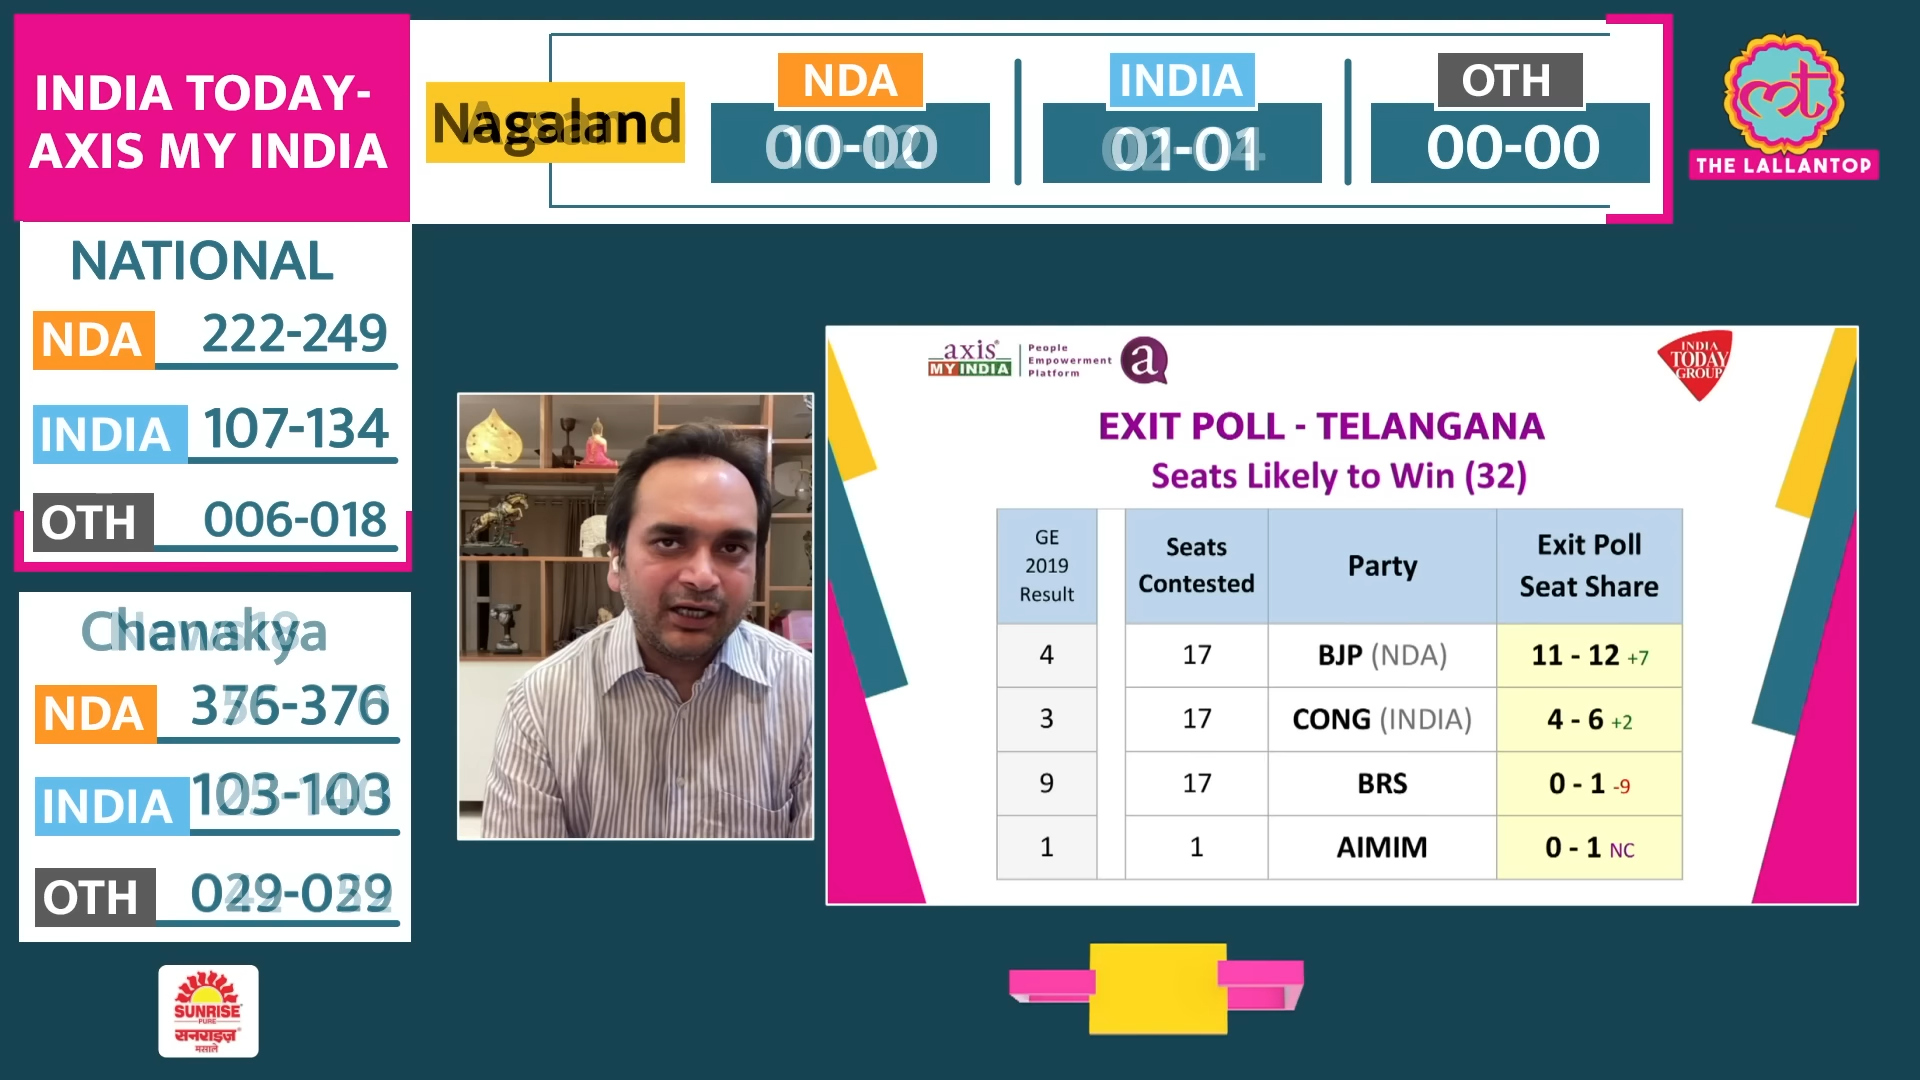 INDIA TODAY-
AXIS MY INDIA
NDA
INDIA
OTH
00-00
THE LALLANTOP
NATIONAL
NDA 222-249
INDIA 107-134
OTH 006-018
Chanakya
NDA 376-376
INDIA 103-103
OTH
SUNRISE
PURE
सनराइज़
मसाले
axis
MY INDIA
People
Empowerment
Platform
a
INDIA
TODAY
GROUP
EXIT POLL - TELANGANA
Seats Likely to Win (32)
GE
2019
Result
Seats
Contested
Party
Exit Poll
Seat Share
4 17 BJP (NDA) 11 - 12 +7
3 17 CONG (INDIA) 4 - 6 +2
9 17 BRS 0 - 1 -9
1 1 AIMIM 0 - 1 NC